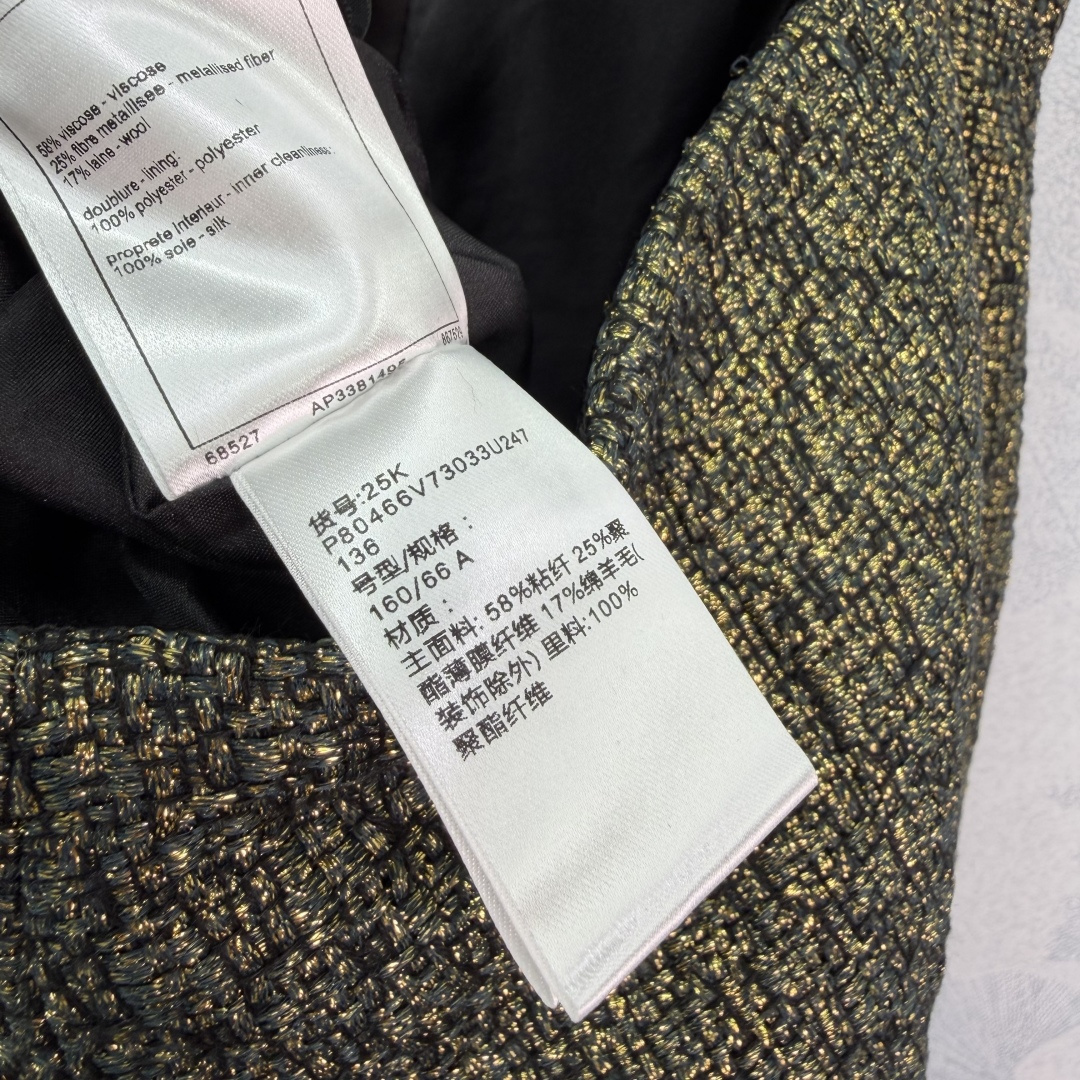 58% viscose - viscose
25% fibre metallisee - metallised fiber
17% laine - wool
doublure - lining:
100% polyester - polyester
proprete interieur - inner cleanliness:
100% soie - silk
68527
货号:25K
P80466V73033U247
136
号型/规格：
160/66 A
材质：
主面料: 58%粘纤 25%聚
酯薄膜纤维 17%绵羊毛(
装饰除外) 里料:100%
聚酯纤维